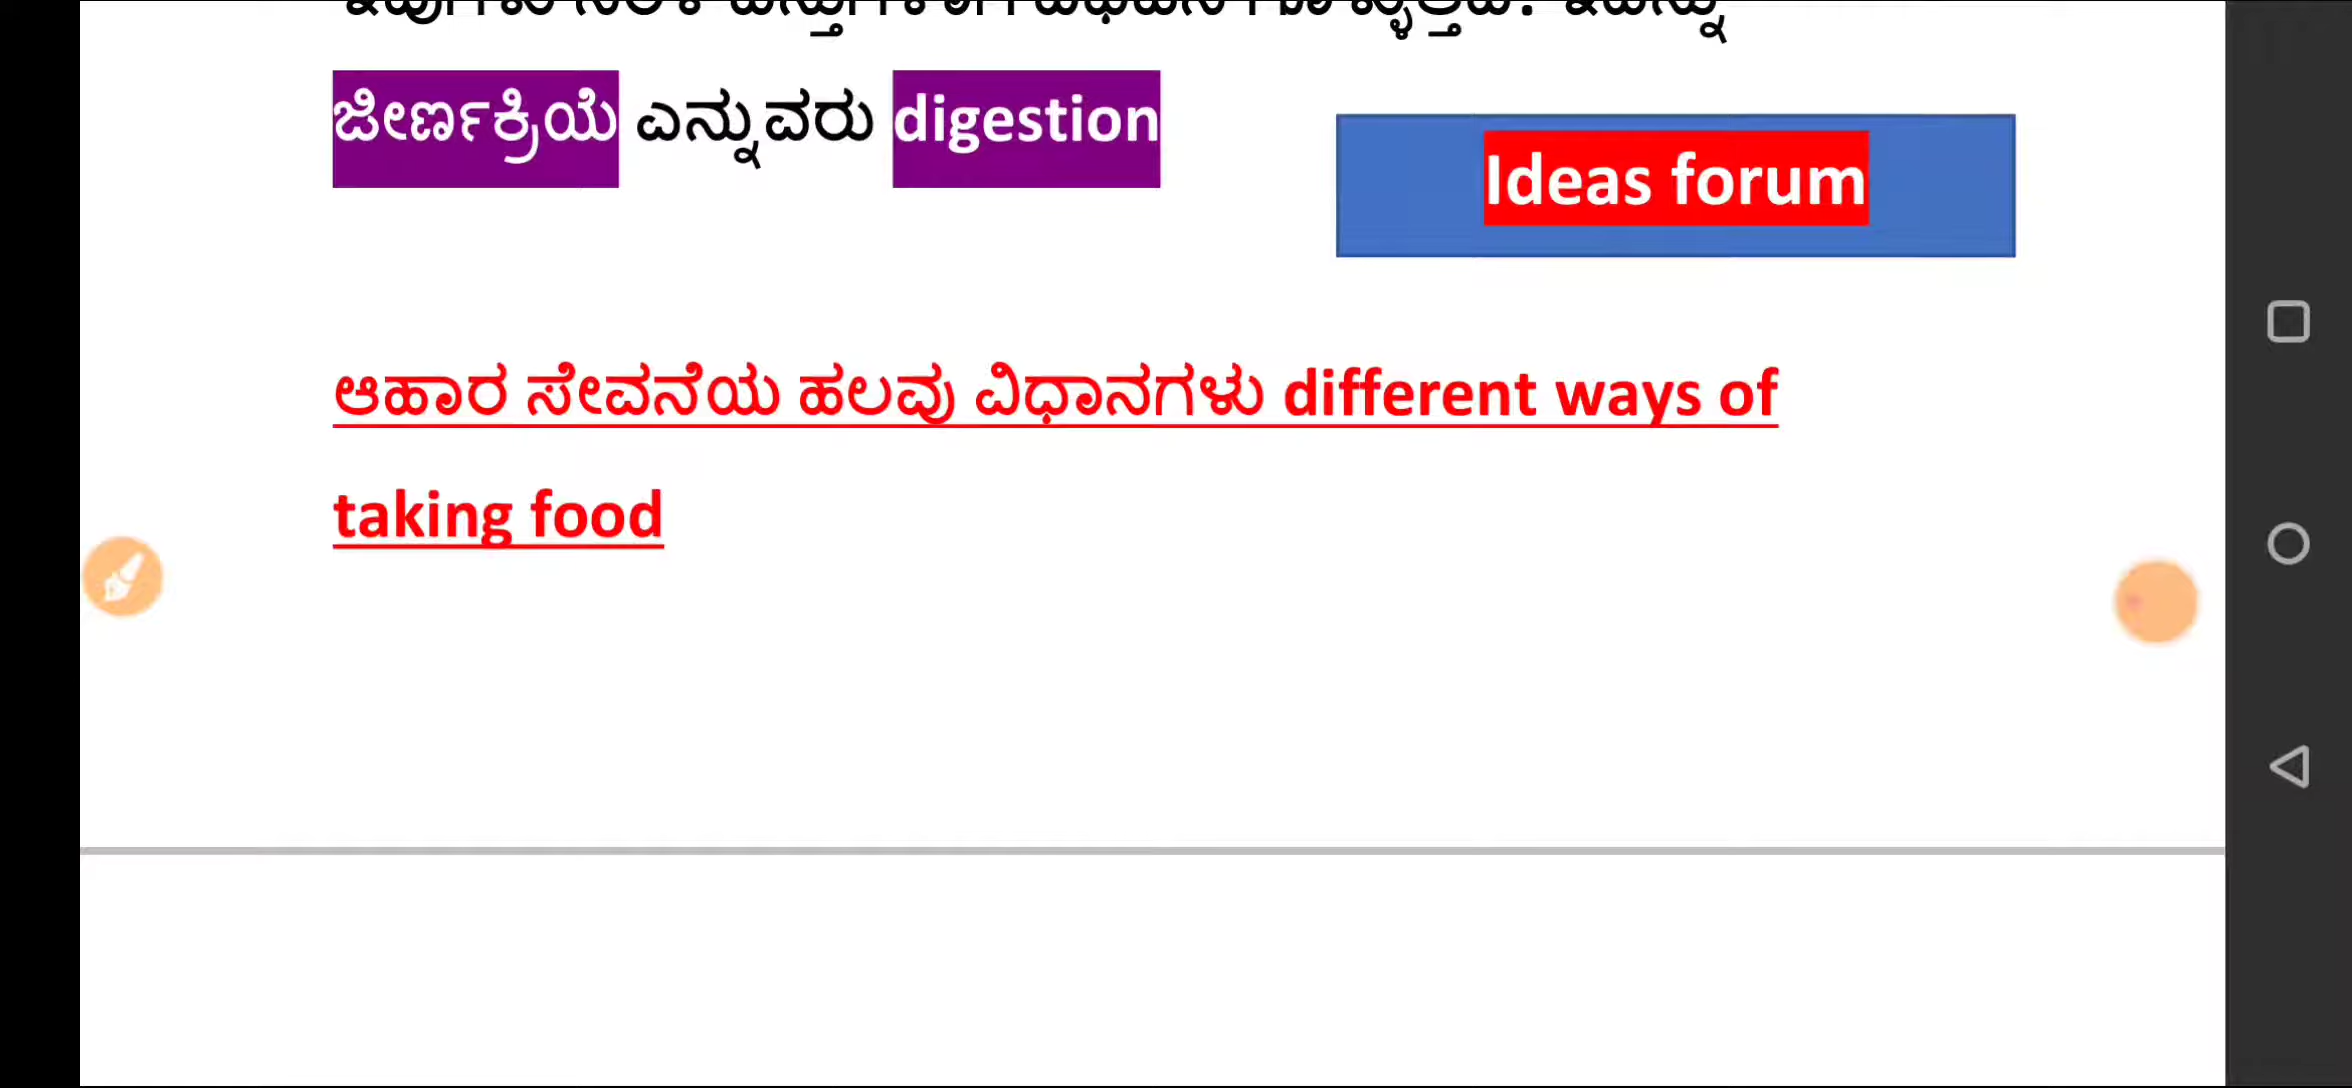 ಜೀರ್ಣಕ್ರಿಯೆ ಎನ್ನುವರು digestion
Ideas forum
ಆಹಾರ ಸೇವನೆಯ ಹಲವು ವಿಧಾನಗಳು different ways of
taking food